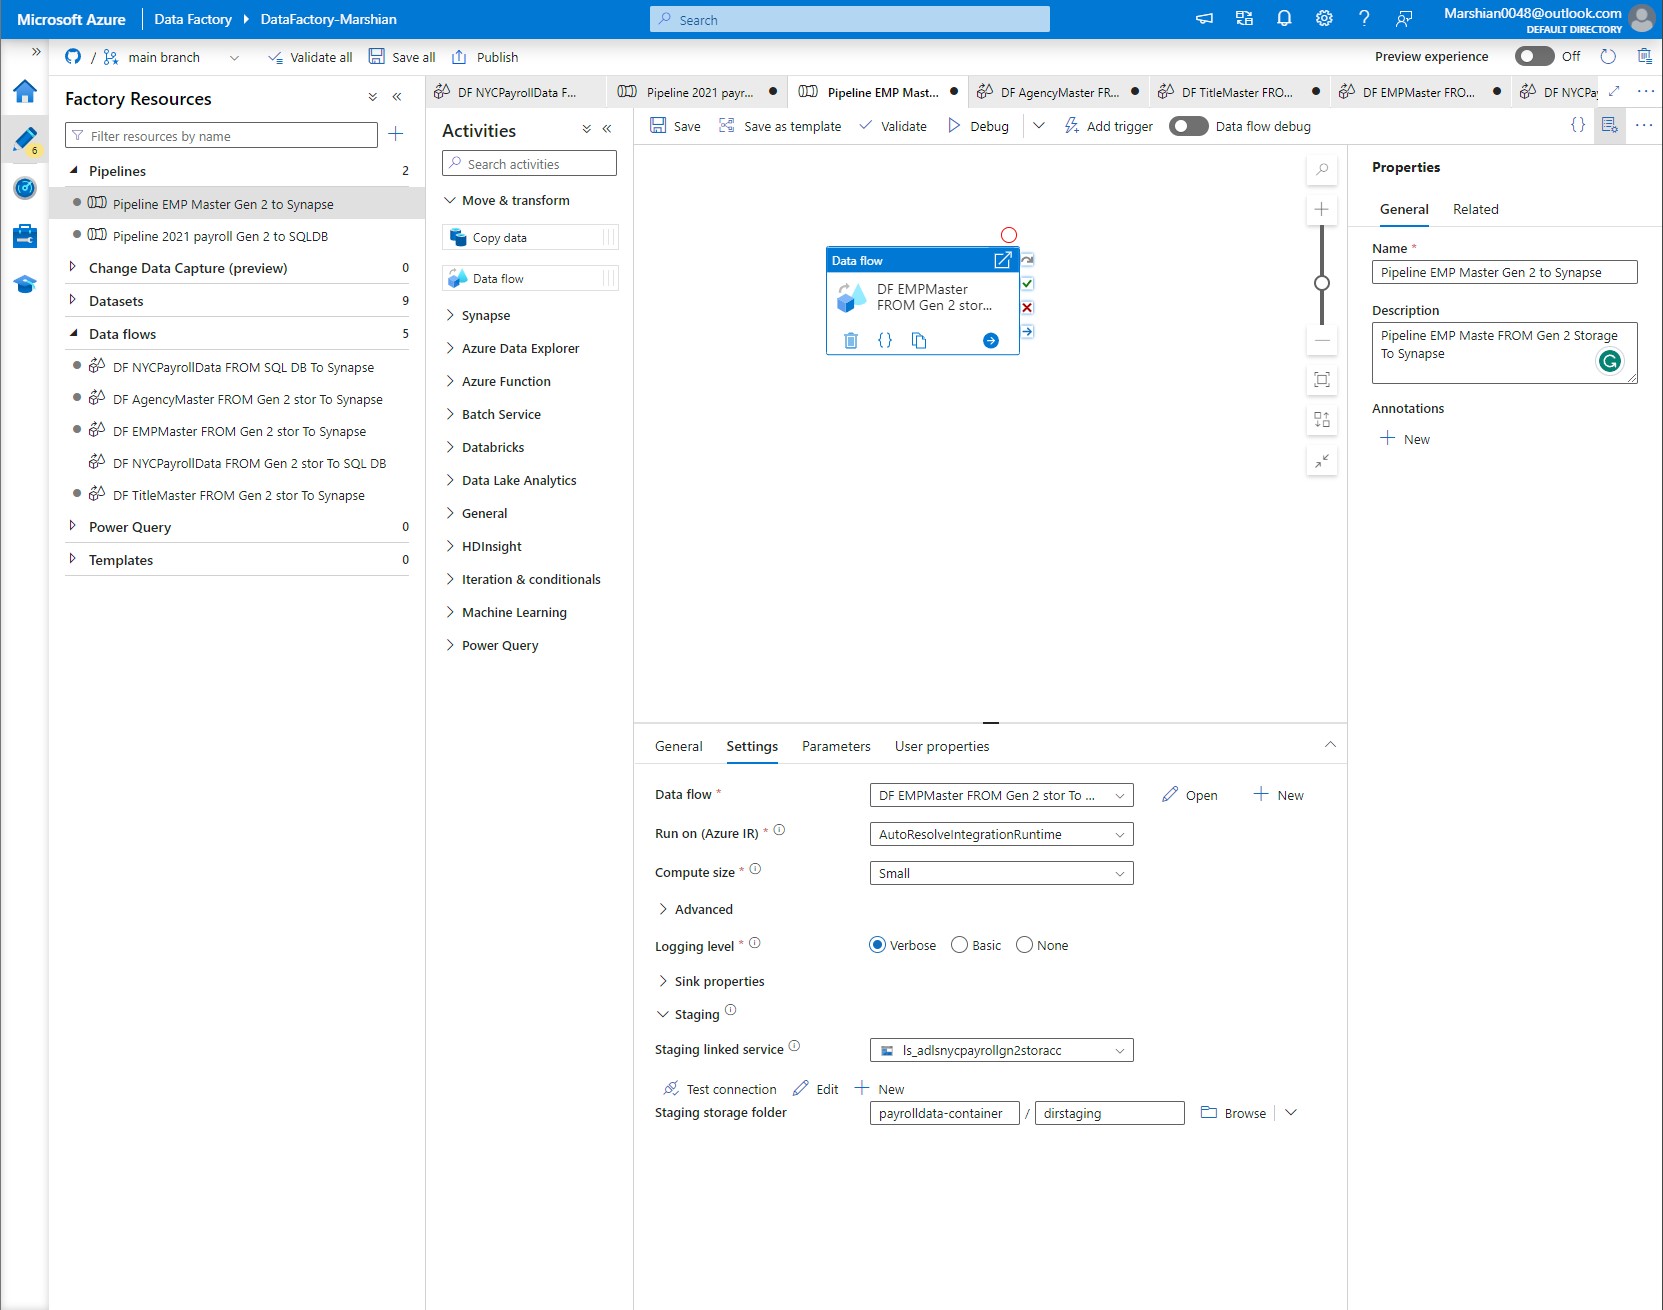 Microsoft Azure
Data Factory
DataFactory-Marshian
Search
Marshian0048@outlook.com
DEFAULT DIRECTORY
/
main branch
Validate all
Save all
Publish
Preview experience
Off
6
Factory Resources
Filter resources by name
Pipelines 2
Pipeline EMP Master Gen 2 to Synapse
Pipeline 2021 payroll Gen 2 to SQLDB
Change Data Capture (preview) 0
Datasets 9
Data flows 5
DF NYCPayrollData FROM SQL DB To Synapse
DF AgencyMaster FROM Gen 2 stor To Synapse
DF EMPMaster FROM Gen 2 stor To Synapse
DF NYCPayrollData FROM Gen 2 stor To SQL DB
DF TitleMaster FROM Gen 2 stor To Synapse
Power Query 0
Templates 0
DF NYCPayrollData F...
Pipeline 2021 payr...
Pipeline EMP Mast...
DF AgencyMaster FR...
DF TitleMaster FRO...
DF EMPMaster FRO...
DF NYCPa
Activities
Search activities
Move & transform
Copy data
Data flow
Synapse
Azure Data Explorer
Azure Function
Batch Service
Databricks
Data Lake Analytics
General
HDInsight
Iteration & conditionals
Machine Learning
Power Query
Save
Save as template
Validate
Debug
Add trigger
Data flow debug
Data flow
DF EMPMaster
FROM Gen 2 stor...
General
Settings
Parameters
User properties
Data flow *
DF EMPMaster FROM Gen 2 stor To ...
Open
New
Run on (Azure IR) *
AutoResolveIntegrationRuntime
Compute size *
Small
Advanced
Logging level *
Verbose
Basic
None
Sink properties
Staging
Staging linked service
ls_adlsnycpayrollgn2storacc
Test connection
Edit
New
Staging storage folder
payrolldata-container
/
dirstaging
Browse
Properties
General
Related
Name *
Pipeline EMP Master Gen 2 to Synapse
Description
Pipeline EMP Maste FROM Gen 2 Storage
To Synapse
Annotations
New